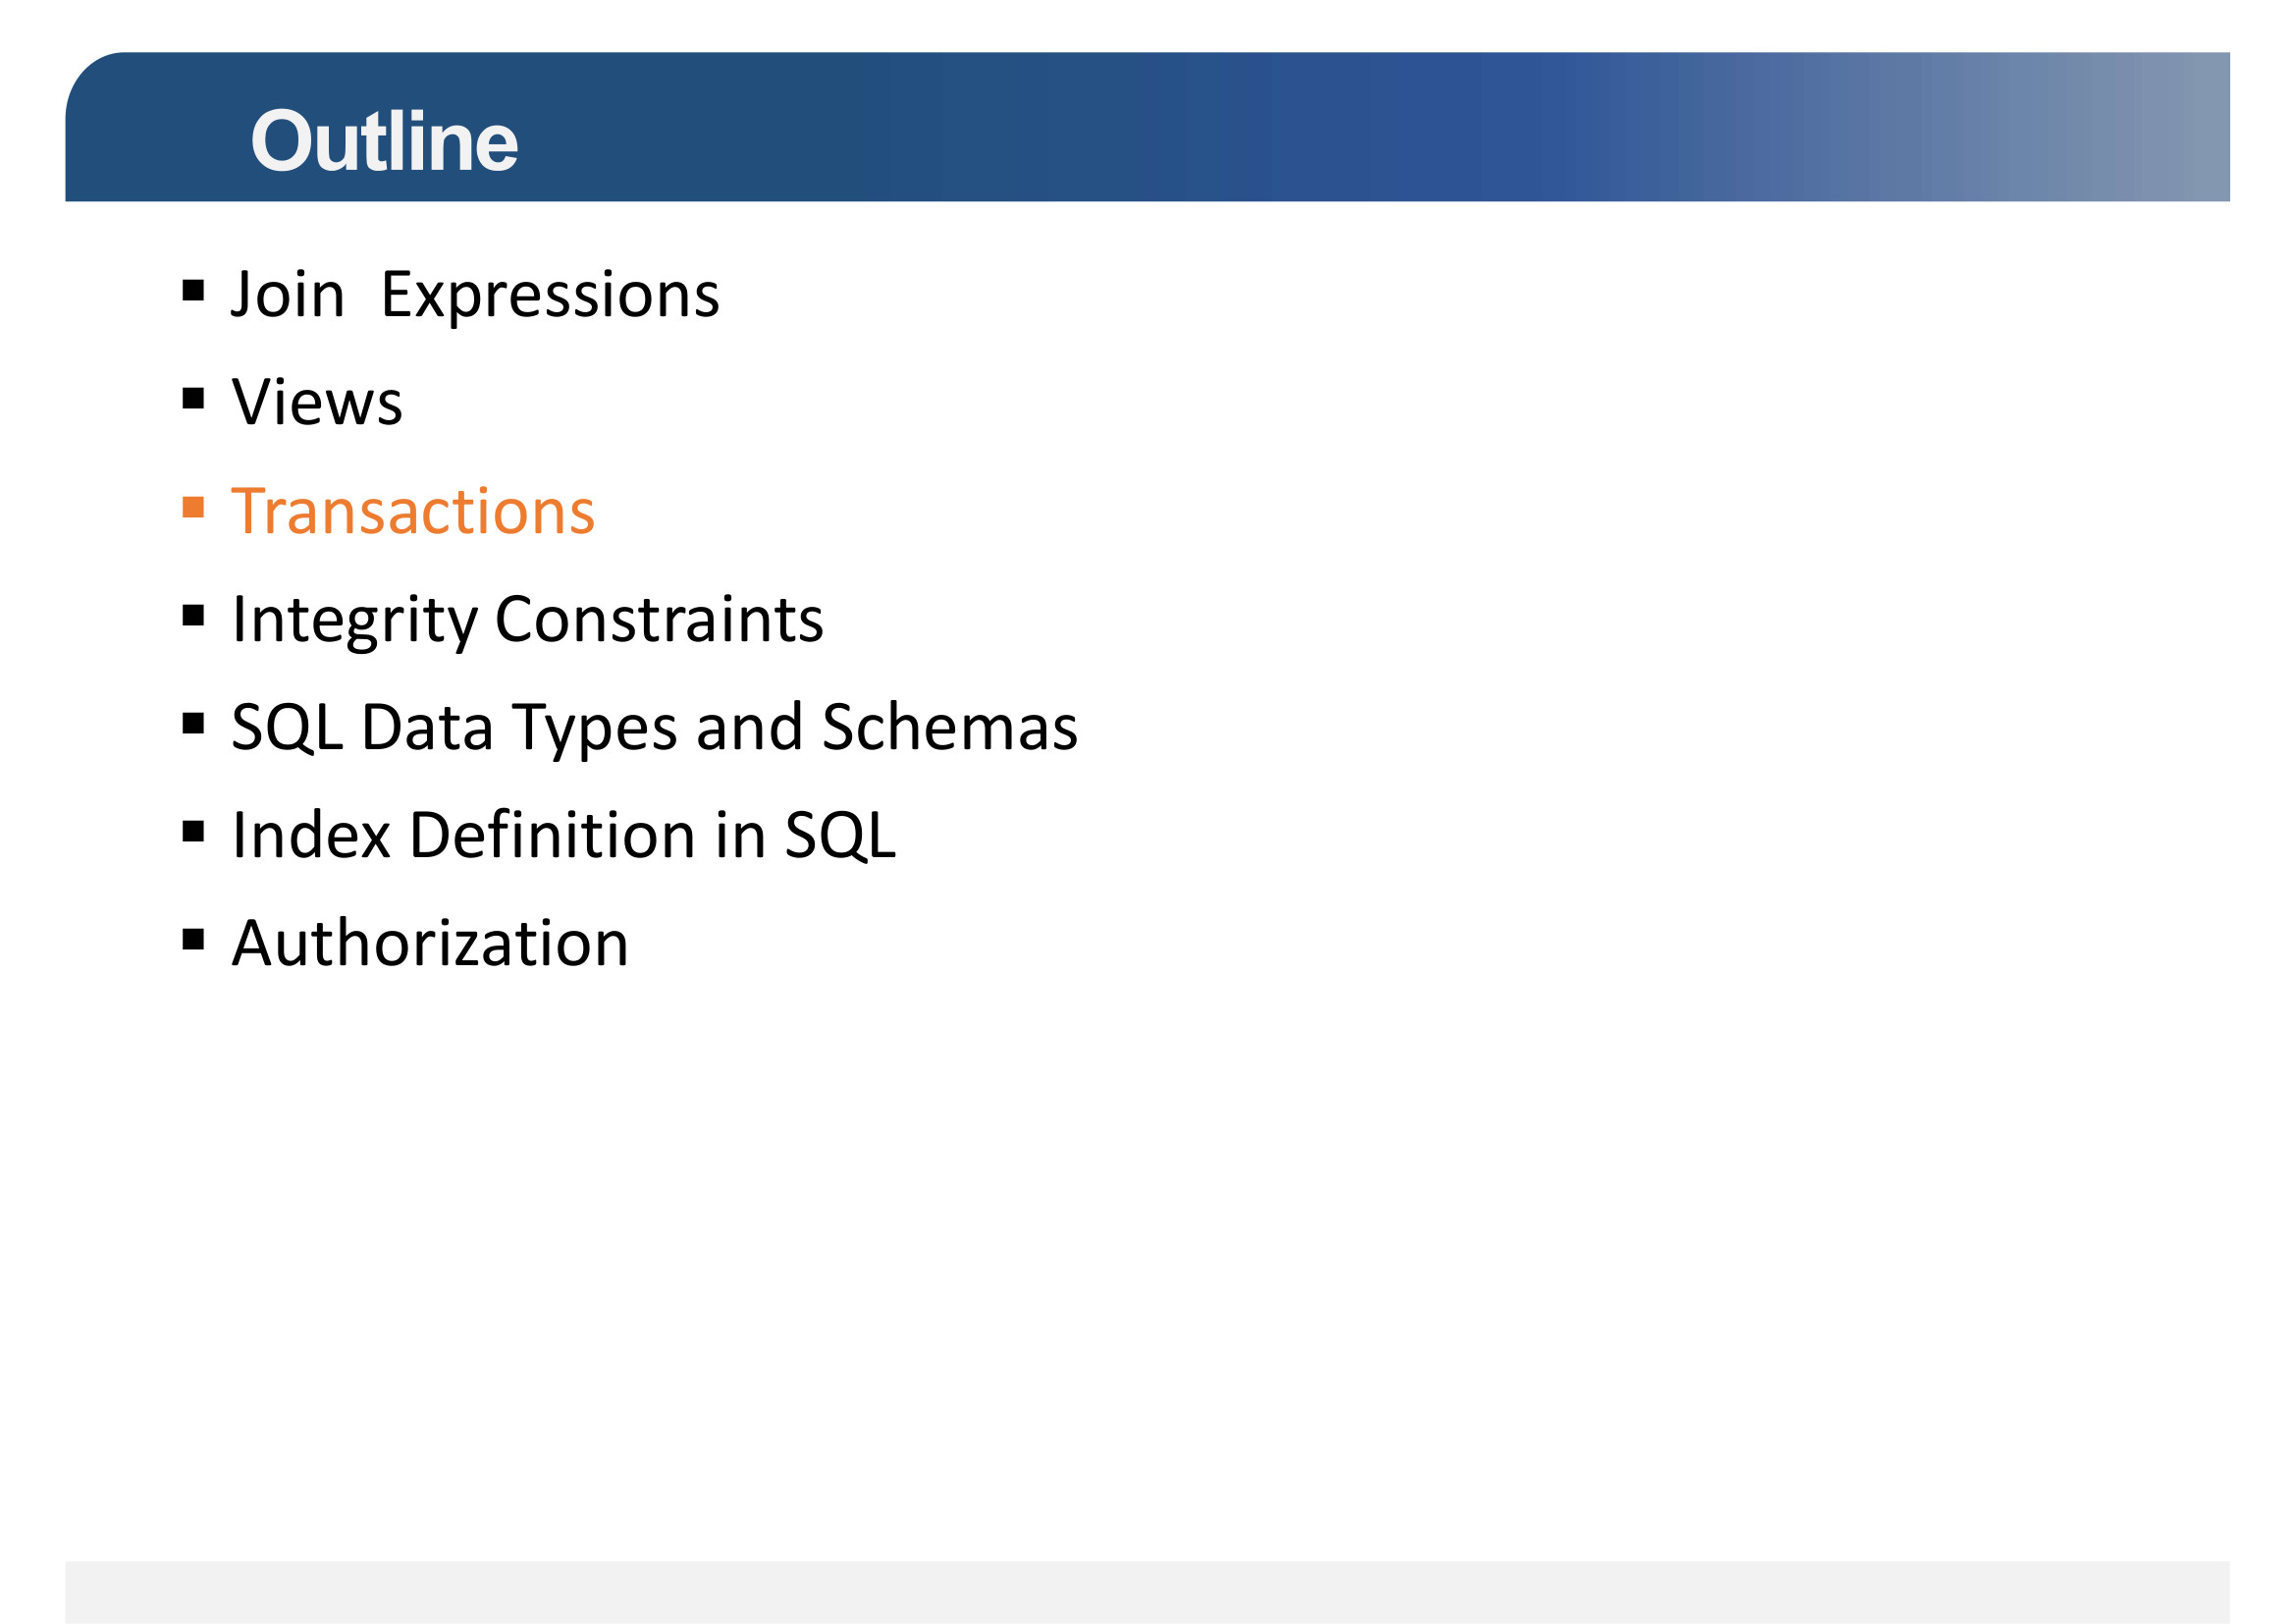 Outline
▪ Join  Expressions
▪ Views
▪ Transactions
▪ Integrity Constraints
▪ SQL Data Types and Schemas
▪ Index Definition in SQL
▪ Authorization